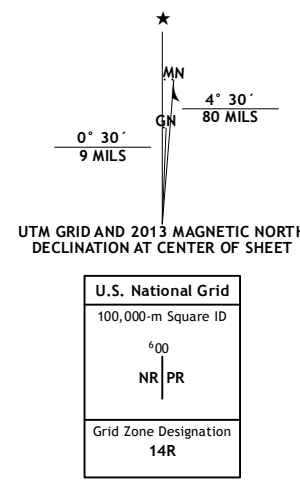 ★
MN
4° 30´
80 MILS
GN
0° 30´
9 MILS
UTM GRID AND 2013 MAGNETIC NORTH
DECLINATION AT CENTER OF SHEET
U.S. National Grid
100,000-m Square ID
⁶00
NR PR
Grid Zone Designation
14R